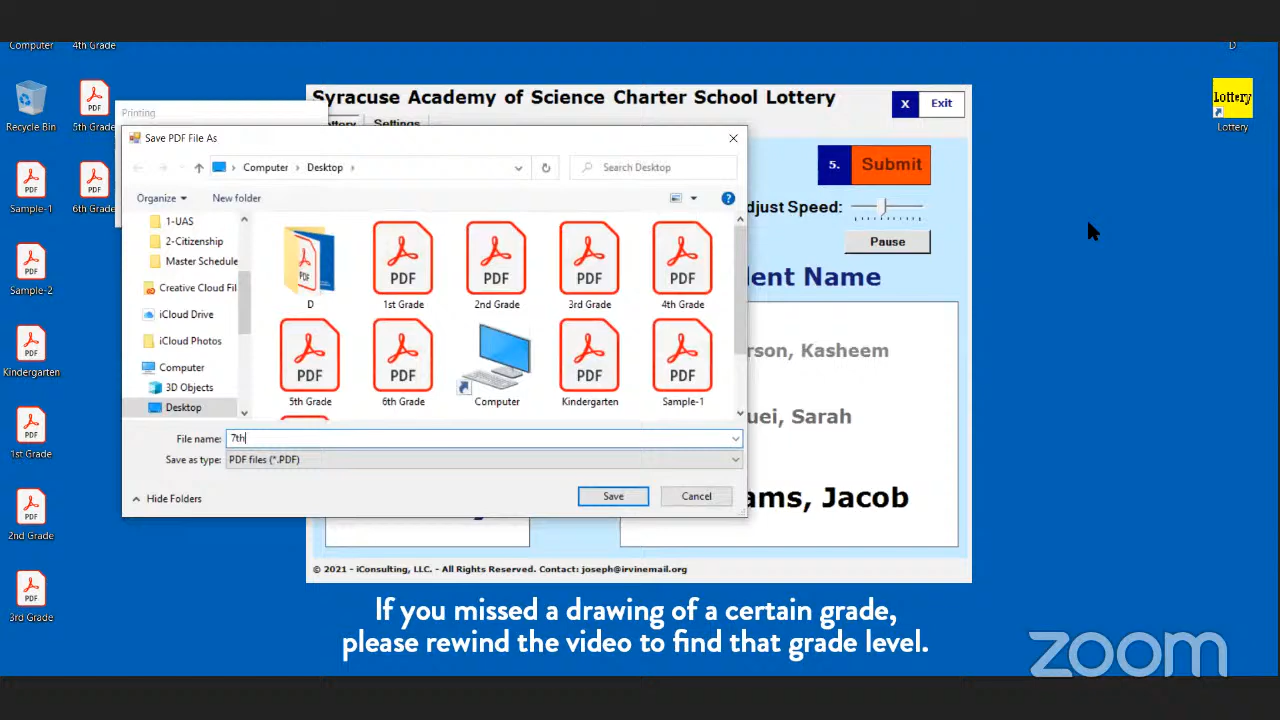 Computer
4th Grade
D
Recycle Bin
5th Grade
Sample-1
6th Grade
Sample-2
Kindergarten
1st Grade
2nd Grade
3rd Grade
Lottery
Lottery
Printing
Syracuse Academy of Science Charter School Lottery
X Exit
Settings
Save PDF File As
Computer > Desktop >
Search Desktop
Organize
New folder
1-UAS
2-Citizenship
Master Schedule
Creative Cloud Fil
iCloud Drive
iCloud Photos
Computer
3D Objects
Desktop
D
1st Grade
2nd Grade
3rd Grade
4th Grade
5th Grade
6th Grade
Computer
Kindergarten
Sample-1
File name: 7th
Save as type: PDF files (*.PDF)
Hide Folders
Save
Cancel
5. Submit
djust Speed:
Pause
dent Name
rson, Kasheem
uei, Sarah
ams, Jacob
© 2021 - iConsulting, LLC. - All Rights Reserved. Contact: joseph@irvinemail.org
If you missed a drawing of a certain grade,
please rewind the video to find that grade level.
zoom